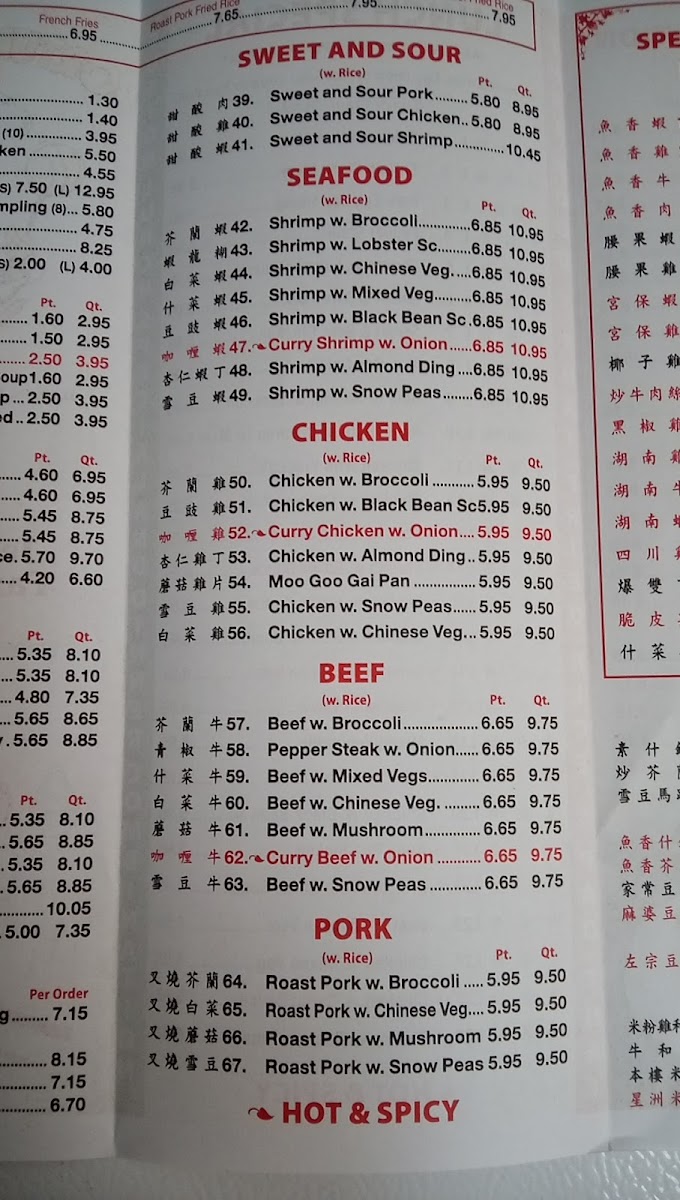 French Fries
6.95
Roast Pork Fried Rice
7.65
7.95
Fried Rice
7.95
1.30
1.40
(10) 3.95
ken 5.50
4.55
s) 7.50 (L) 12.95
mpling (8)... 5.80
4.75
8.25
s) 2.00 (L) 4.00
Pt. Qt.
1.60 2.95
1.50 2.95
2.50 3.95
oup 1.60 2.95
p... 2.50 3.95
ed.. 2.50 3.95
Pt. Qt.
4.60 6.95
4.60 6.95
5.45 8.75
5.45 8.75
ce. 5.70 9.70
4.20 6.60
Pt. Qt.
5.35 8.10
5.35 8.10
4.80 7.35
5.65 8.65
y. 5.65 8.85
Pt. Qt.
5.35 8.10
5.65 8.85
5.35 8.10
5.65 8.85
10.05
5.00 7.35
Per Order
g......... 7.15
8.15
7.15
6.70
SWEET AND SOUR
(w. Rice)
Pt. Qt.
甜酸肉 39. Sweet and Sour Pork........ 5.80 8.95
甜酸雞 40. Sweet and Sour Chicken.. 5.80 8.95
甜酸蝦 41. Sweet and Sour Shrimp............... 10.45
SEAFOOD
(w. Rice)
Pt. Qt.
芥蘭蝦 42. Shrimp w. Broccoli............. 6.85 10.95
蝦龍糊 43. Shrimp w. Lobster Sc........ 6.85 10.95
白菜蝦 44. Shrimp w. Chinese Veg.... 6.85 10.95
什菜蝦 45. Shrimp w. Mixed Veg......... 6.85 10.95
豆豉蝦 46. Shrimp w. Black Bean Sc. 6.85 10.95
咖喱蝦 47. Curry Shrimp w. Onion...... 6.85 10.95
杏仁蝦丁 48. Shrimp w. Almond Ding.... 6.85 10.95
雪豆蝦 49. Shrimp w. Snow Peas........ 6.85 10.95
CHICKEN
(w. Rice)
Pt. Qt.
芥蘭雞 50. Chicken w. Broccoli ........... 5.95 9.50
豆豉雞 51. Chicken w. Black Bean Sc 5.95 9.50
咖喱雞 52. Curry Chicken w. Onion.... 5.95 9.50
杏仁雞丁 53. Chicken w. Almond Ding.. 5.95 9.50
蘑菇雞片 54. Moo Goo Gai Pan ................ 5.95 9.50
雪豆雞 55. Chicken w. Snow Peas...... 5.95 9.50
白菜雞 56. Chicken w. Chinese Veg... 5.95 9.50
BEEF
(w. Rice)
Pt. Qt.
芥蘭牛 57. Beef w. Broccoli................... 6.65 9.75
青椒牛 58. Pepper Steak w. Onion...... 6.65 9.75
什菜牛 59. Beef w. Mixed Vegs............. 6.65 9.75
白菜牛 60. Beef w. Chinese Veg. ......... 6.65 9.75
蘑菇牛 61. Beef w. Mushroom.............. 6.65 9.75
咖喱牛 62. Curry Beef w. Onion ........... 6.65 9.75
雪豆牛 63. Beef w. Snow Peas ............. 6.65 9.75
PORK
(w. Rice)
Pt. Qt.
叉燒芥蘭 64. Roast Pork w. Broccoli ..... 5.95 9.50
叉燒白菜 65. Roast Pork w. Chinese Veg.... 5.95 9.50
叉燒蘑菇 66. Roast Pork w. Mushroom 5.95 9.50
叉燒雪豆 67. Roast Pork w. Snow Peas 5.95 9.50
HOT & SPICY
SPE
魚香蝦
魚香雞
魚香牛
魚香肉
腰果蝦
腰果雞
宮保蝦
宮保雞
椰子雞
炒牛肉絲
黑椒雞
湖南雞
湖南牛
湖南蝦
四川雞
爆雙
脆皮
什菜
素什
炒芥蘭
雪豆馬
魚香什
魚香芥
家常豆
麻婆豆
左宗豆
米粉雞
牛和
本樓米
星洲米